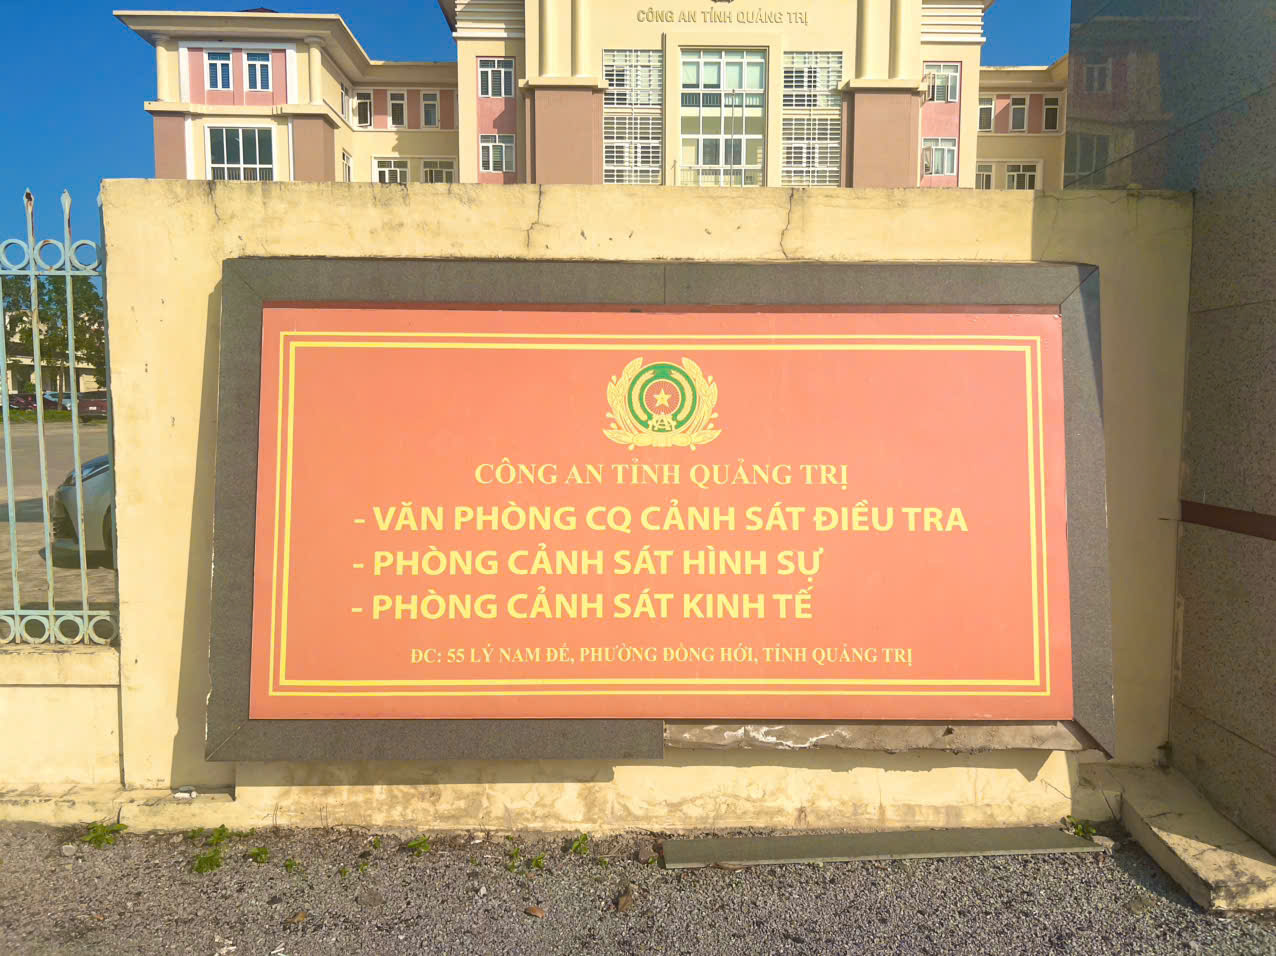 CÔNG AN TỈNH QUẢNG TRỊ
CÔNG AN TỈNH QUẢNG TRỊ
- VĂN PHÒNG CQ CẢNH SÁT ĐIỀU TRA
- PHÒNG CẢNH SÁT HÌNH SỰ
- PHÒNG CẢNH SÁT KINH TẾ
ĐC: 55 LÝ NAM ĐẾ, PHƯỜNG ĐỒNG HỚI, TỈNH QUẢNG TRỊ